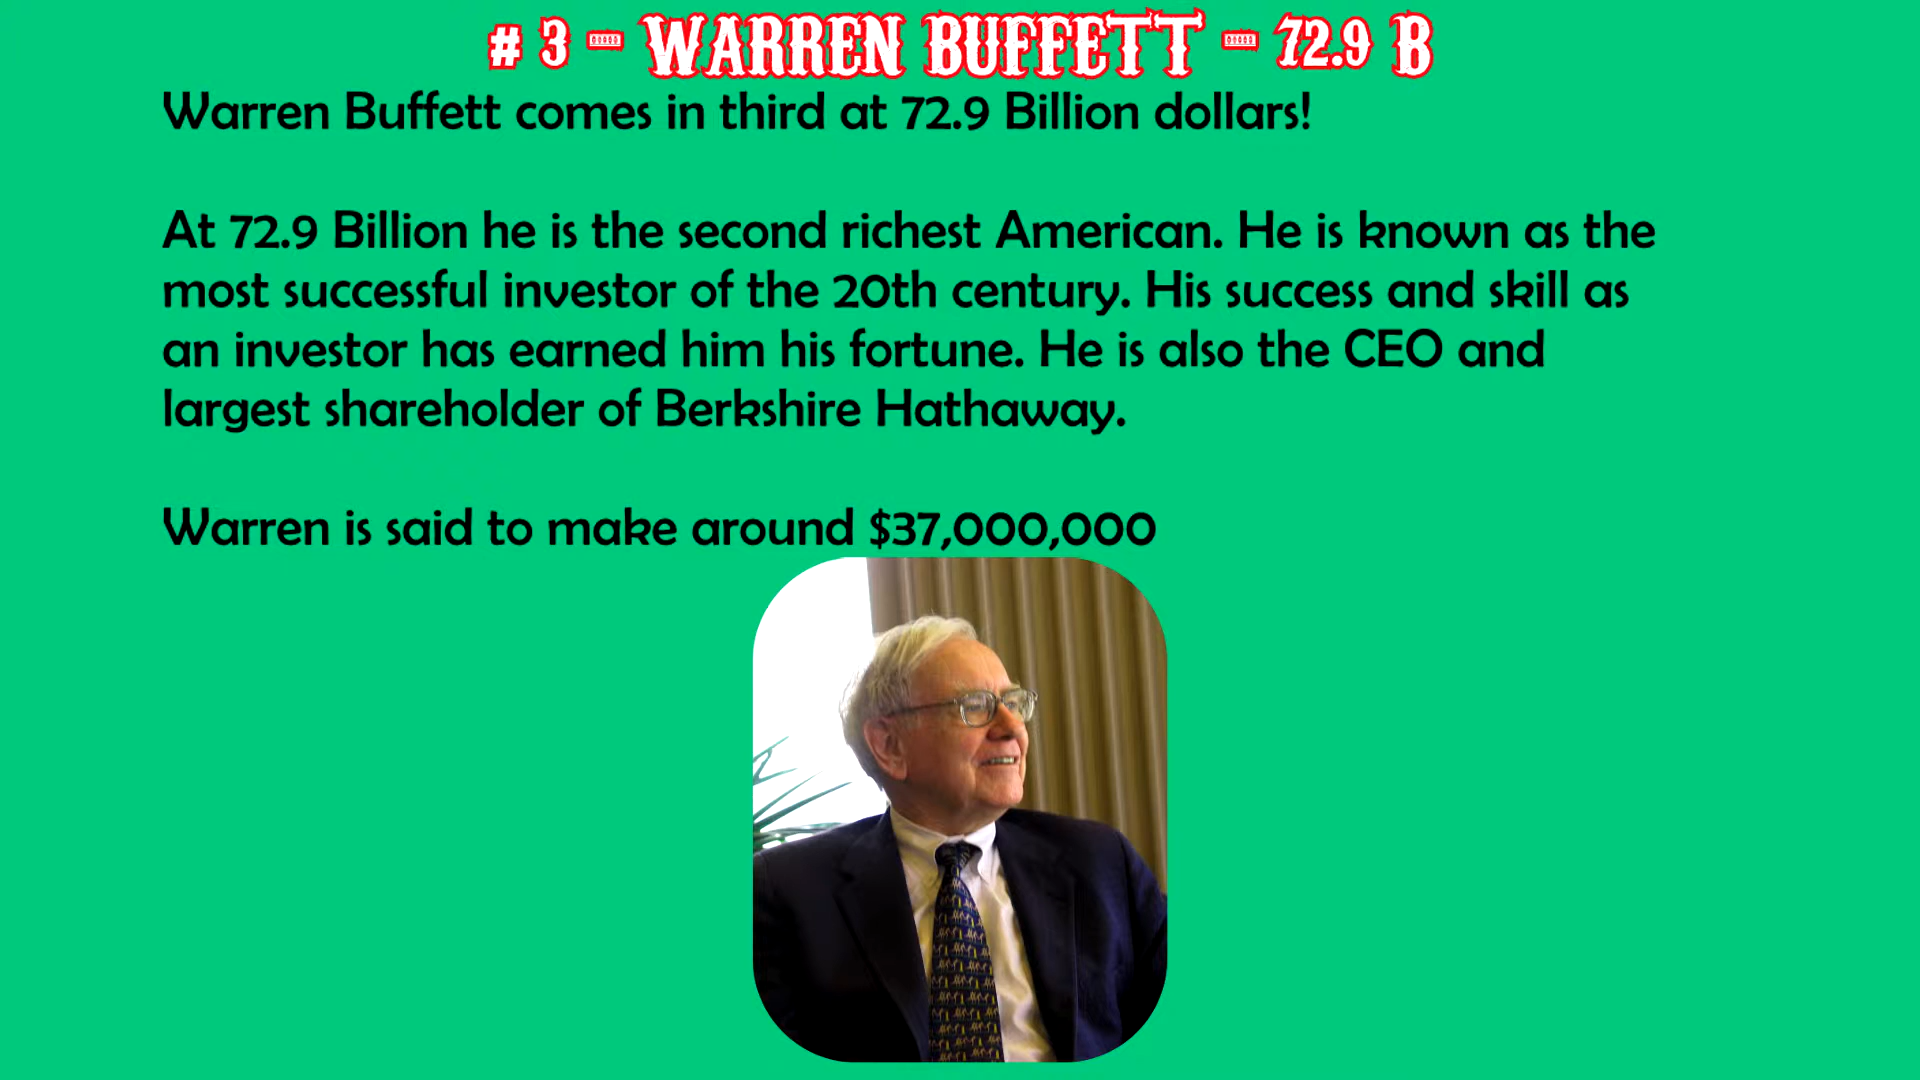 # 3 - WARREN BUFFETT - 72.9 B
Warren Buffett comes in third at 72.9 Billion dollars!
At 72.9 Billion he is the second richest American. He is known as the
most successful investor of the 20th century. His success and skill as
an investor has earned him his fortune. He is also the CEO and
largest shareholder of Berkshire Hathaway.
Warren is said to make around $37,000,000